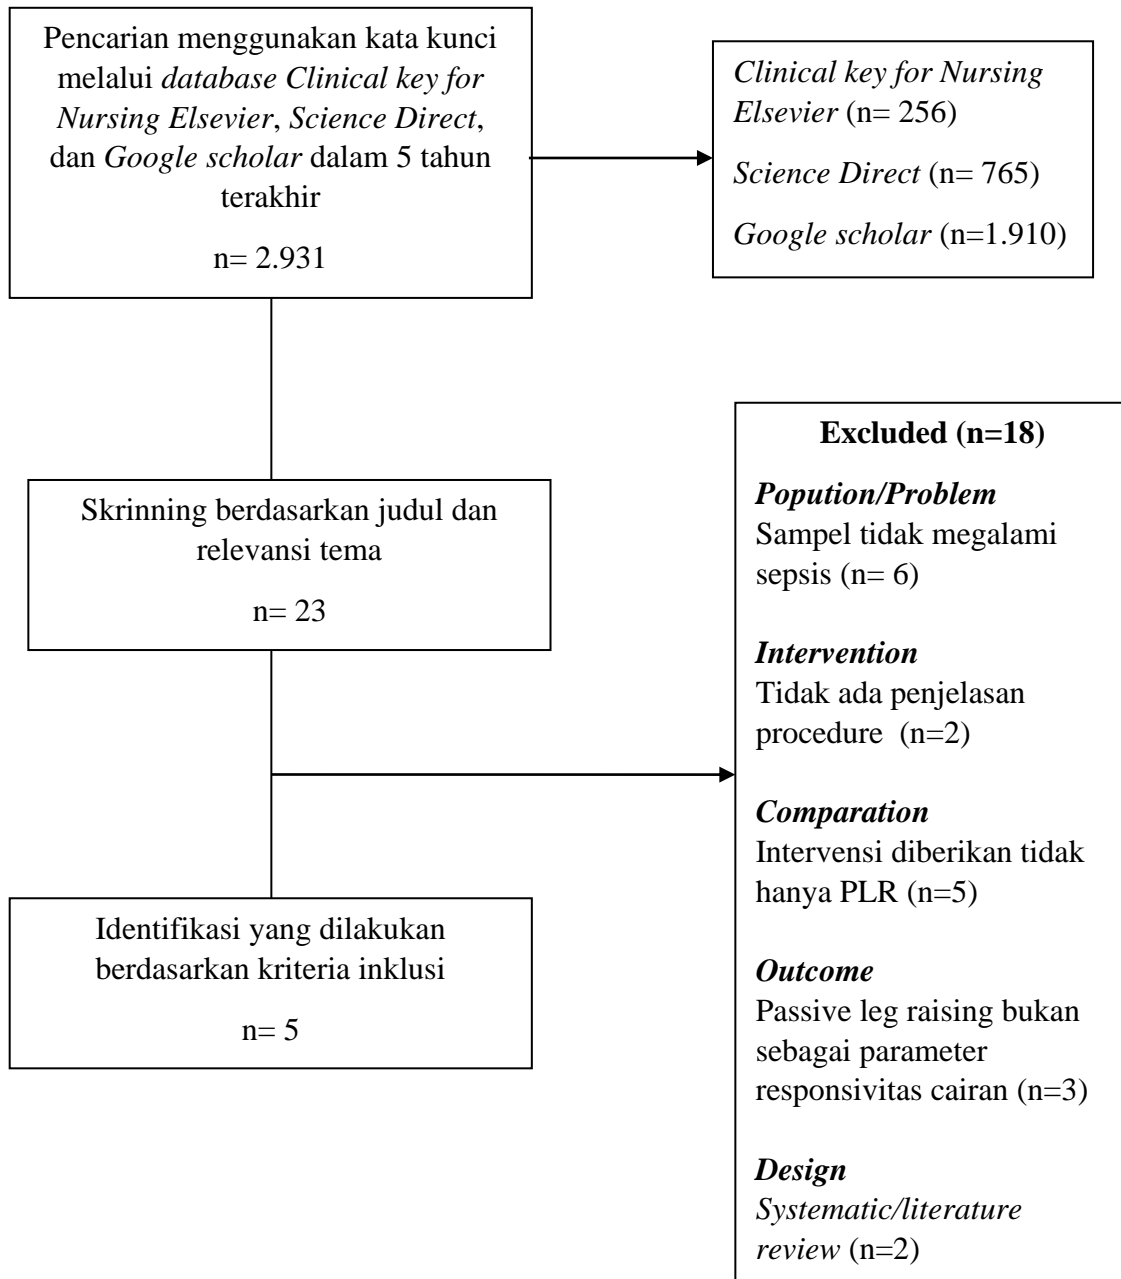 Pencarian menggunakan kata kunci
melalui database Clinical key for
Nursing Elsevier, Science Direct,
dan Google scholar dalam 5 tahun
terakhir
n= 2.931
Clinical key for Nursing
Elsevier (n= 256)
Science Direct (n= 765)
Google scholar (n=1.910)
Skrinning berdasarkan judul dan
relevansi tema
n= 23
Excluded (n=18)
Popution/Problem
Sampel tidak megalami
sepsis (n= 6)
Intervention
Tidak ada penjelasan
procedure (n=2)
Comparation
Intervensi diberikan tidak
hanya PLR (n=5)
Outcome
Passive leg raising bukan
sebagai parameter
responsivitas cairan (n=3)
Design
Systematic/literature
review (n=2)
Identifikasi yang dilakukan
berdasarkan kriteria inklusi
n= 5